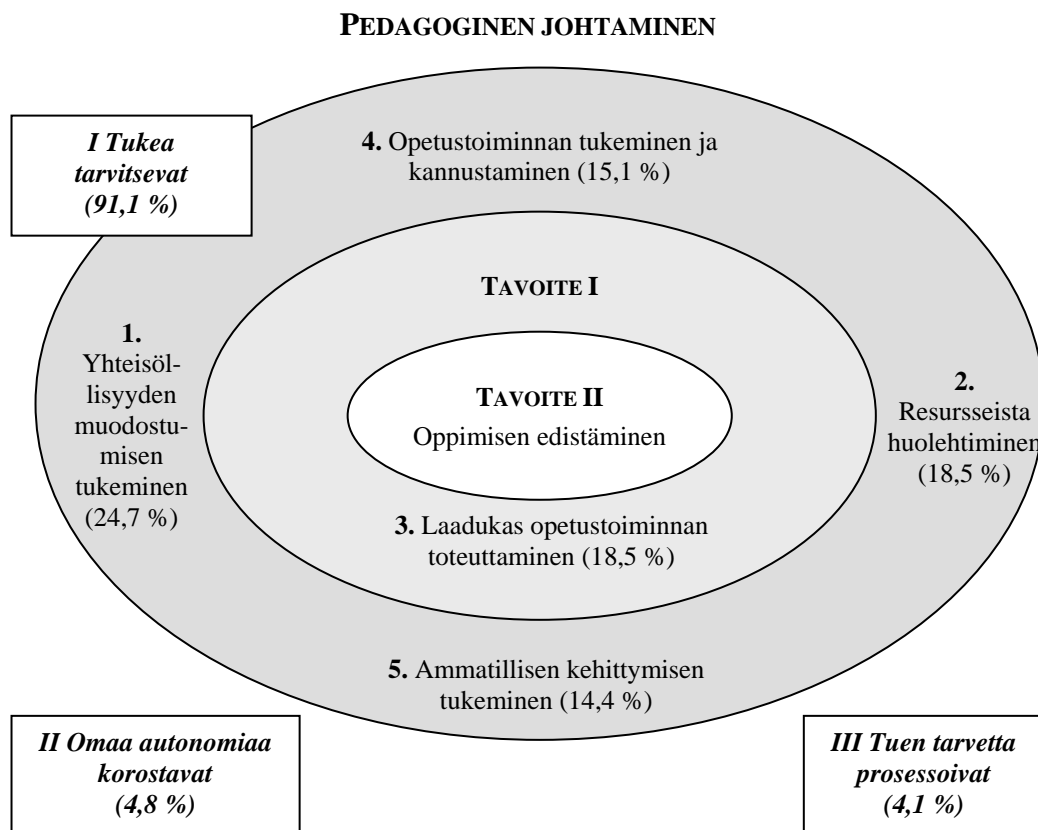 PEDAGOGINEN JOHTAMINEN
I Tukea
tarvitsevat
(91,1 %)
4. Opetustoiminnan tukeminen ja
kannustaminen (15,1 %)
TAVOITE I
1.
Yhteisöl-
lisyyden
muodostu-
misen
tukeminen
(24,7 %)
TAVOITE II
Oppimisen edistäminen
2.
Resursseista
huolehtiminen
(18,5 %)
3. Laadukas opetustoiminnan
toteuttaminen (18,5 %)
5. Ammatillisen kehittymisen
tukeminen (14,4 %)
II Omaa autonomiaa
korostavat
(4,8 %)
III Tuen tarvetta
prosessoivat
(4,1 %)